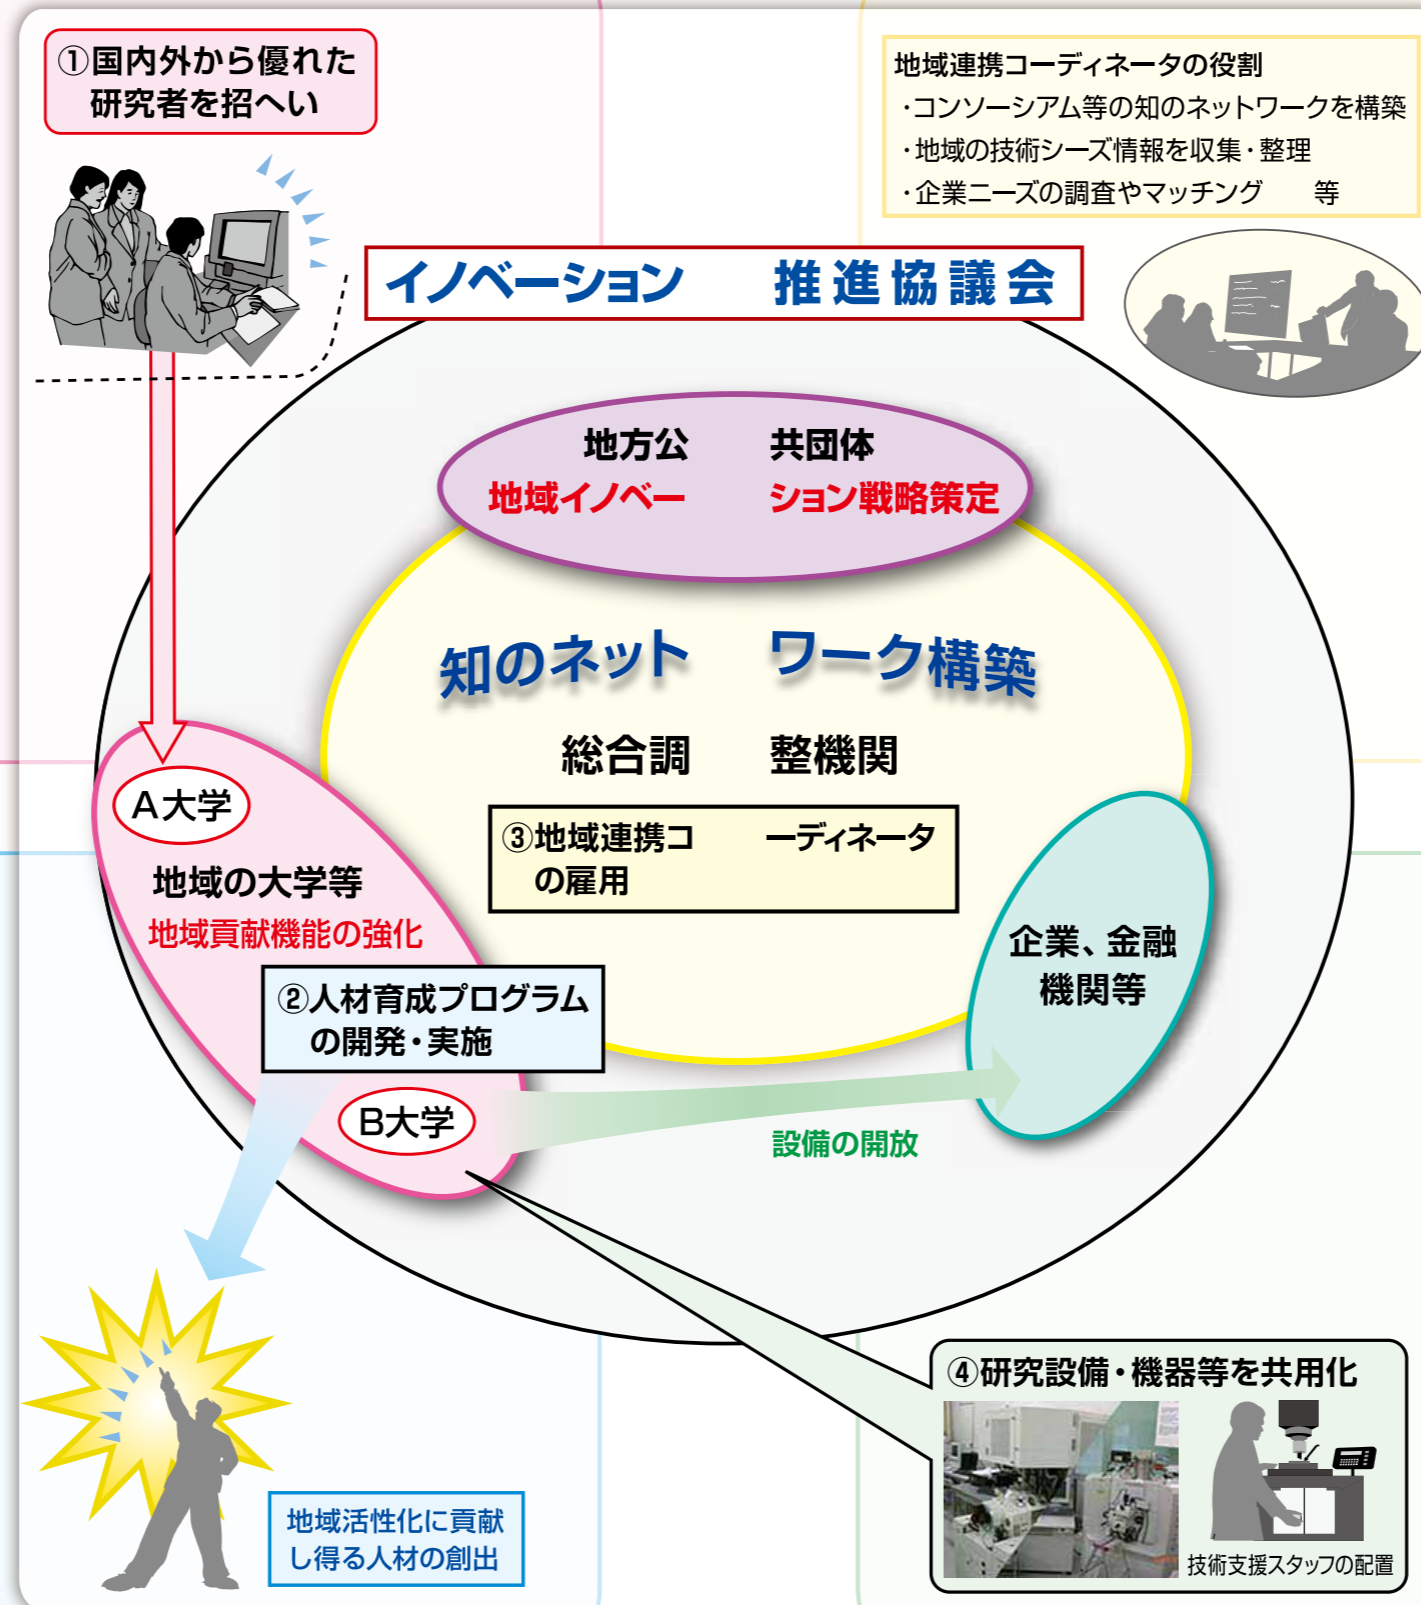 ①国内外から優れた
研究者を招へい
地域連携コーディネータの役割
・コンソーシアム等の知のネットワークを構築
・地域の技術シーズ情報を収集・整理
・企業ニーズの調査やマッチング　等
イノベーション　推進協議会
地方公　共団体
地域イノベー　ション戦略策定
知のネット　ワーク構築
総合調　整機関
③地域連携コ　ーディネータ
の雇用
A大学
地域の大学等
地域貢献機能の強化
②人材育成プログラム
の開発・実施
B大学
企業、金融
機関等
設備の開放
④研究設備・機器等を共用化
技術支援スタッフの配置
地域活性化に貢献
し得る人材の創出